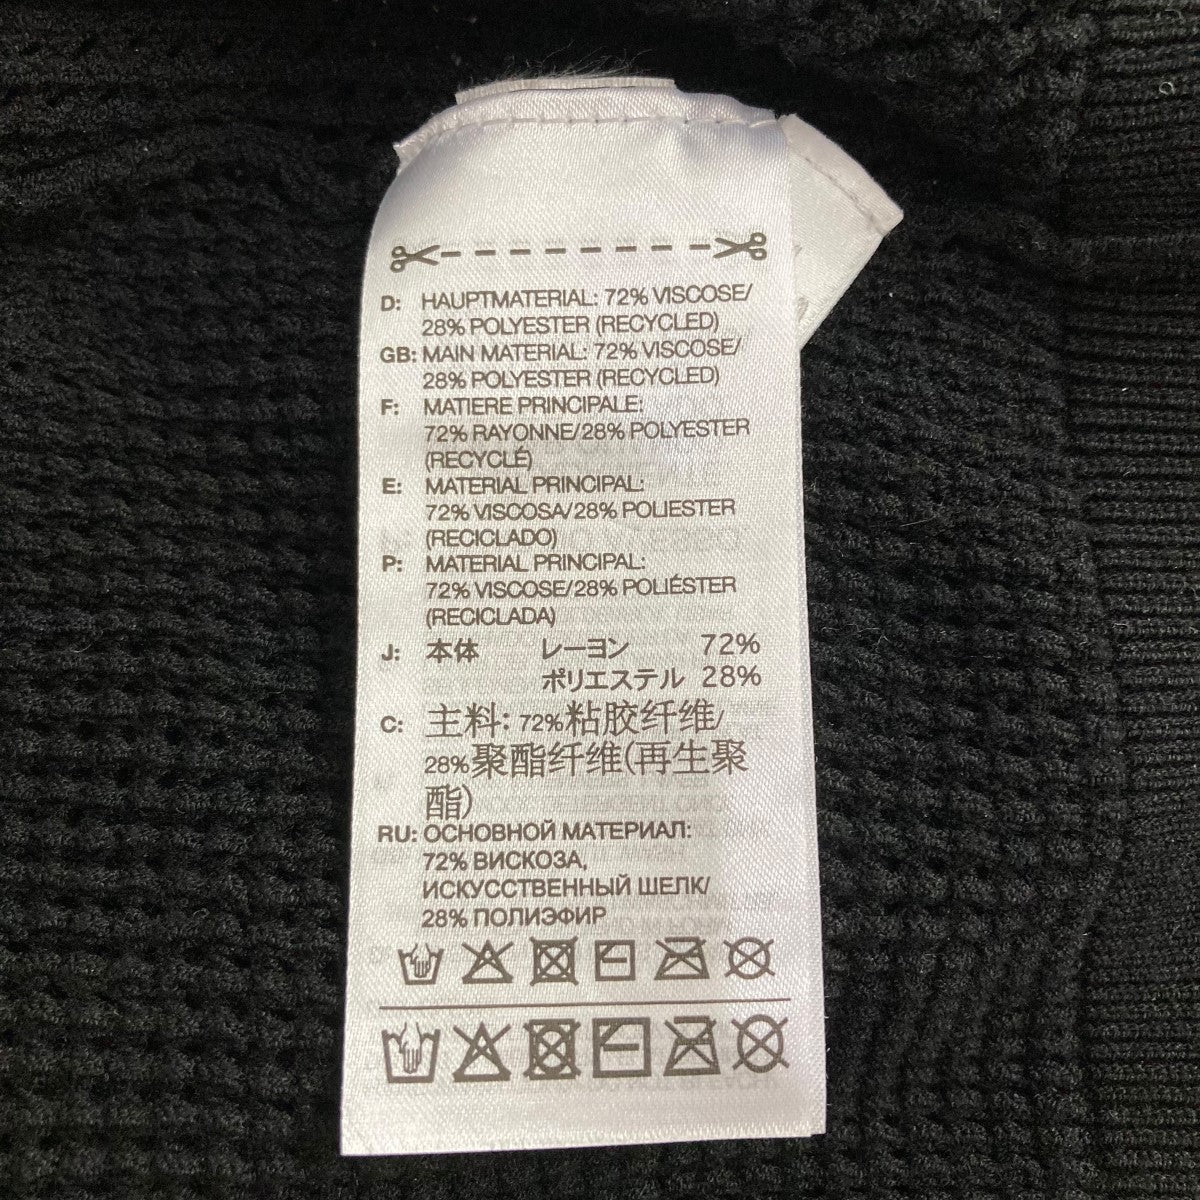 D: HAUPTMATERIAL: 72% VISCOSE/
28% POLYESTER (RECYCLED)
GB: MAIN MATERIAL: 72% VISCOSE/
28% POLYESTER (RECYCLED)
F: MATIERE PRINCIPALE:
72% RAYONNE/28% POLYESTER
(RECYCLÉ)
E: MATERIAL PRINCIPAL:
72% VISCOSA/28% POLIESTER
(RECICLADO)
P: MATERIAL PRINCIPAL:
72% VISCOSE/28% POLIÉSTER
(RECICLADA)
J: 本体 レーヨン 72%
ポリエステル 28%
C: 主料: 72%粘胶纤维/
28%聚酯纤维(再生聚
酯)
RU: ОСНОВНОЙ МАТЕРИАЛ:
72% ВИСКОЗА,
ИСКУССТВЕННЫЙ ШЕЛК/
28% ПОЛИЭФИР